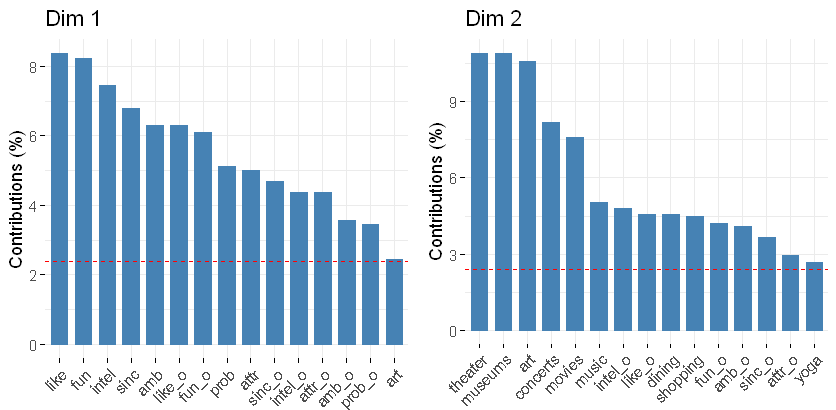 Dim 1
Contributions (%)
8
6
4
2
0
like
fun
intel
sinc
amb
like_o
fun_o
prob
attr
sinc_o
intel_o
attr_o
amb_o
prob_o
art
Dim 2
Contributions (%)
9
6
3
0
theater
museums
art
concerts
movies
music
intel_o
like_o
dining
shopping
fun_o
amb_o
sinc_o
attr_o
yoga